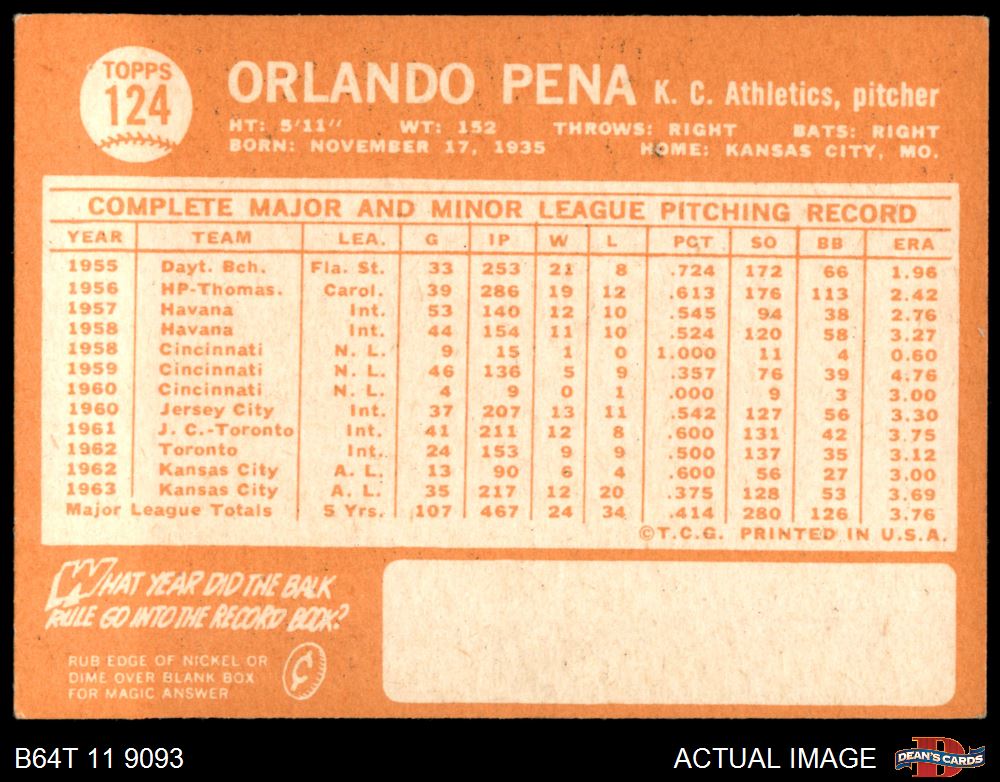 TOPPS
124
ORLANDO PENA K. C. Athletics, pitcher
HT: 5'11" WT: 152 THROWS: RIGHT BATS: RIGHT
BORN: NOVEMBER 17, 1935 HOME: KANSAS CITY, MO.
COMPLETE MAJOR AND MINOR LEAGUE PITCHING RECORD
YEAR TEAM LEA. G IP W L PCT SO BB ERA
1955 Dayt. Bch. Fla. St. 33 253 21 8 .724 172 66 1.96
1956 HP-Thomas. Carol. 39 286 19 12 .613 176 113 2.42
1957 Havana Int. 53 140 12 10 .545 94 38 2.76
1958 Havana Int. 44 154 11 10 .524 120 58 3.27
1958 Cincinnati N. L. 9 15 1 0 1.000 11 4 0.60
1959 Cincinnati N. L. 46 136 5 9 .357 76 39 4.76
1960 Cincinnati N. L. 4 9 0 1 .000 9 3 3.00
1960 Jersey City Int. 37 207 13 11 .542 127 56 3.30
1961 J. C.-Toronto Int. 41 211 12 8 .600 131 42 3.75
1962 Toronto Int. 24 153 9 9 .500 137 35 3.12
1962 Kansas City A. L. 13 90 6 4 .600 56 27 3.00
1963 Kansas City A. L. 35 217 12 20 .375 128 53 3.69
Major League Totals 5 Yrs. 107 467 24 34 .414 280 126 3.76
©T.C.G. PRINTED IN U.S.A.
WHAT YEAR DID THE BALK
RULE GO INTO THE RECORD BOOK?
RUB EDGE OF NICKEL OR
DIME OVER BLANK BOX
FOR MAGIC ANSWER
¢
B64T 11 9093 ACTUAL IMAGE
D
DEAN'S CARDS